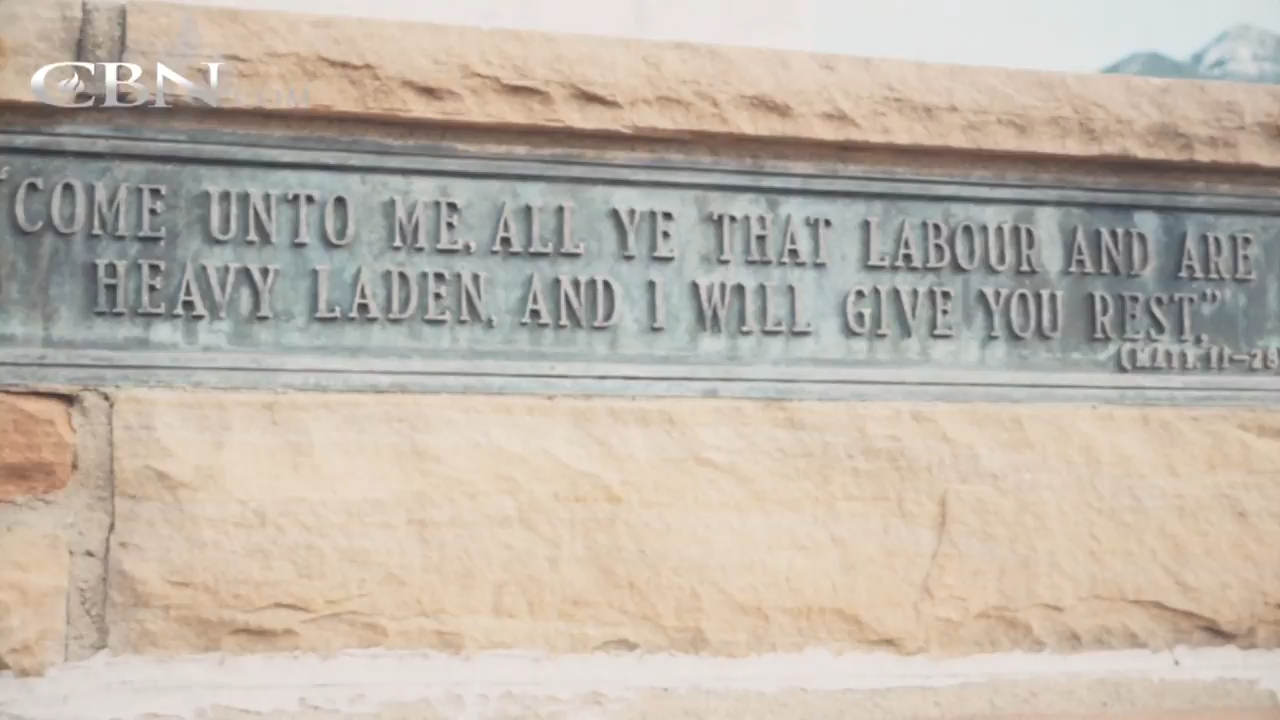 CBN
"COME UNTO ME, ALL YE THAT LABOUR AND ARE
HEAVY LADEN, AND I WILL GIVE YOU REST."
(MATT. 11-28